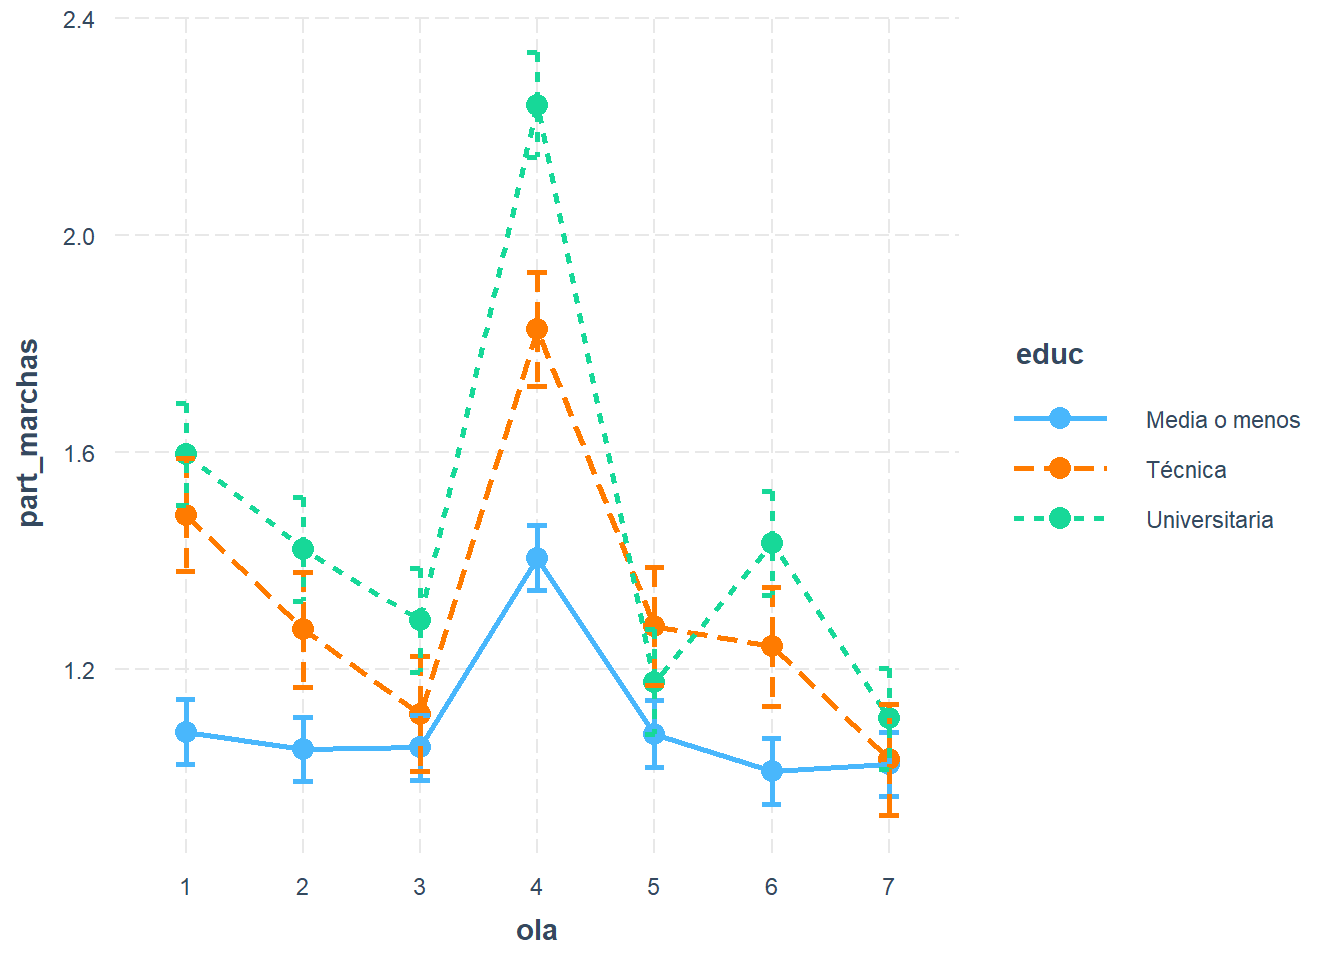 2.4
2.0
1.6
1.2
part_marchas
1 2 3 4 5 6 7
ola
educ
Media o menos
Técnica
Universitaria